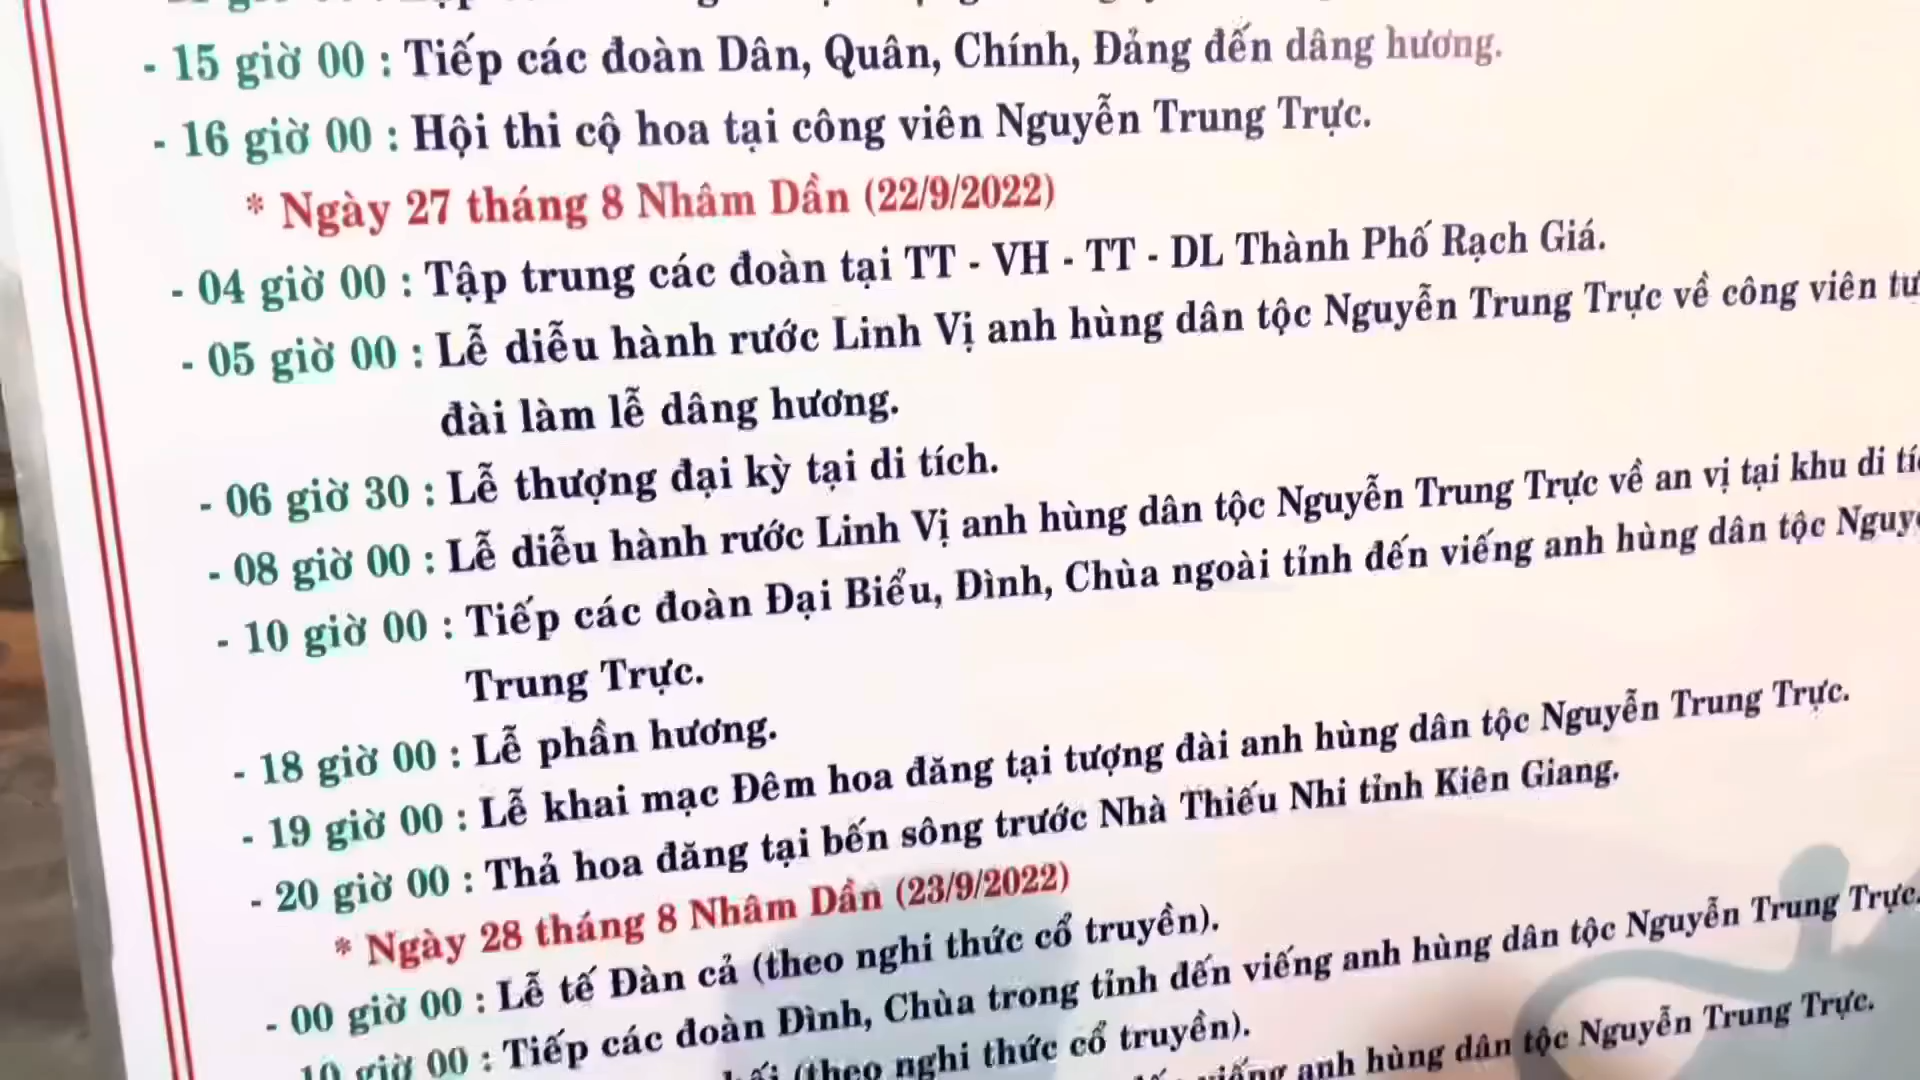 - 15 giờ 00 : Tiếp các đoàn Dân, Quân, Chính, Đảng đến dâng hương.
- 16 giờ 00 : Hội thi cộ hoa tại công viên Nguyễn Trung Trực.
* Ngày 27 tháng 8 Nhâm Dần (22/9/2022)
- 04 giờ 00 : Tập trung các đoàn tại TT - VH - TT - DL Thành Phố Rạch Giá.
- 05 giờ 00 : Lễ diễu hành rước Linh Vị anh hùng dân tộc Nguyễn Trung Trực về công viên
đài làm lễ dâng hương.
- 06 giờ 30 : Lễ thượng đại kỳ tại di tích.
- 08 giờ 00 : Lễ diễu hành rước Linh Vị anh hùng dân tộc Nguyễn Trung Trực về an vị tại khu di
- 10 giờ 00 : Tiếp các đoàn Đại Biểu, Đình, Chùa ngoài tỉnh đến viếng anh hùng dân tộc
Trung Trực.
- 18 giờ 00 : Lễ phần hương.
- 19 giờ 00 : Lễ khai mạc Đêm hoa đăng tại tượng đài anh hùng dân tộc Nguyễn Trung Trực.
- 20 giờ 00 : Thả hoa đăng tại bến sông trước Nhà Thiếu Nhi tỉnh Kiên Giang.
* Ngày 28 tháng 8 Nhâm Dần (23/9/2022)
- 00 giờ 00 : Lễ tế Đàn cả (theo nghi thức cổ truyền).
10 giờ 00 : Tiếp các đoàn Đình, Chùa trong tỉnh đến viếng anh hùng dân tộc Nguyễn Trung Trực.
(theo nghi thức cổ truyền).
viếng anh hùng dân tộc Nguyễn Trung Trực.